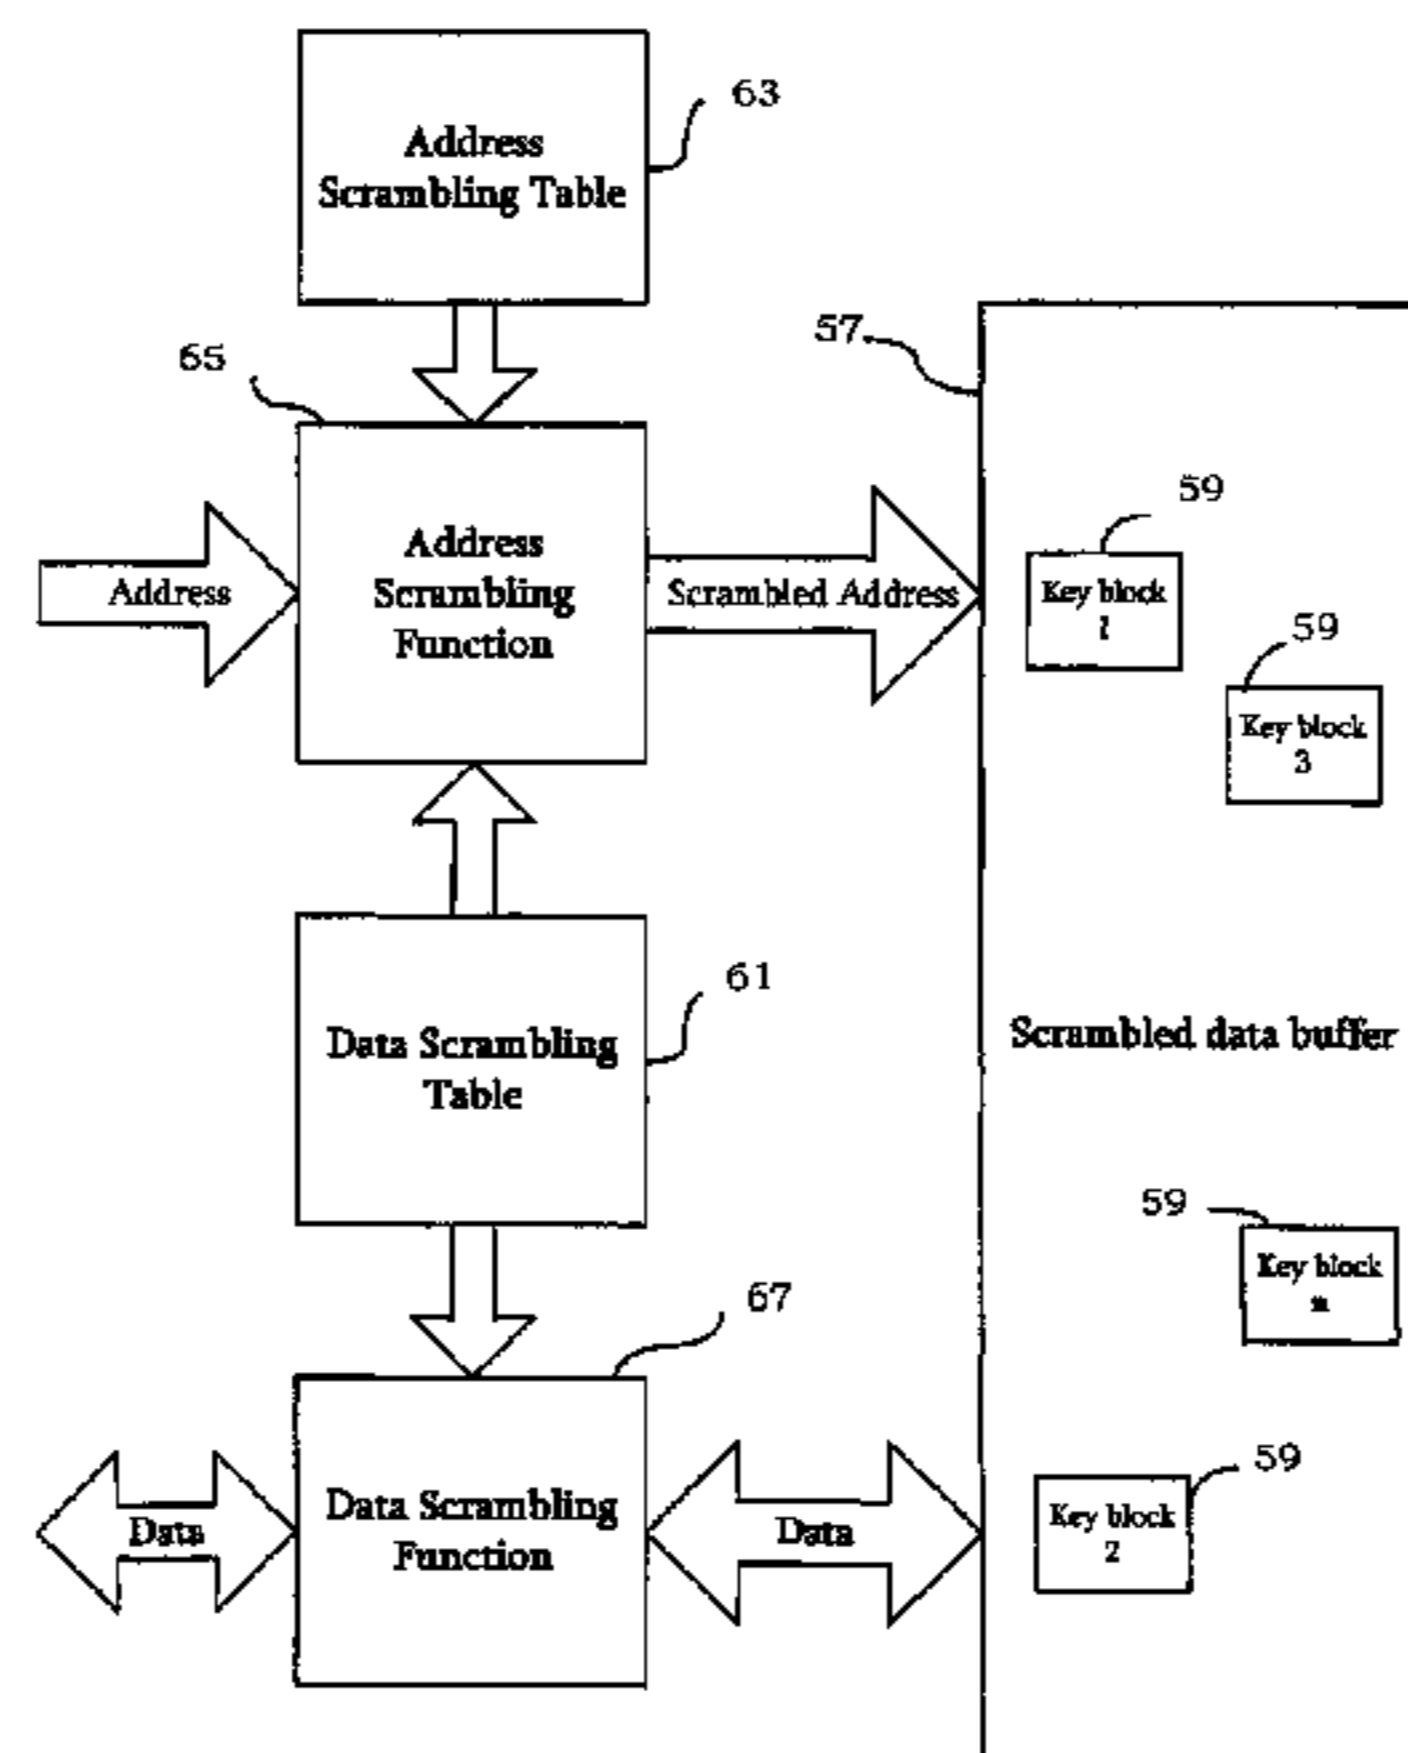 63
Address
Scrambling Table
57
65
59
Address
Scrambling
Function
Address
Scrambled Address
Key block
1
59
Key block
3
61
Data Scrambling
Table
Scrambled data buffer
59
Key block
n
67
59
Data Scrambling
Function
Data
Data
Key block
2